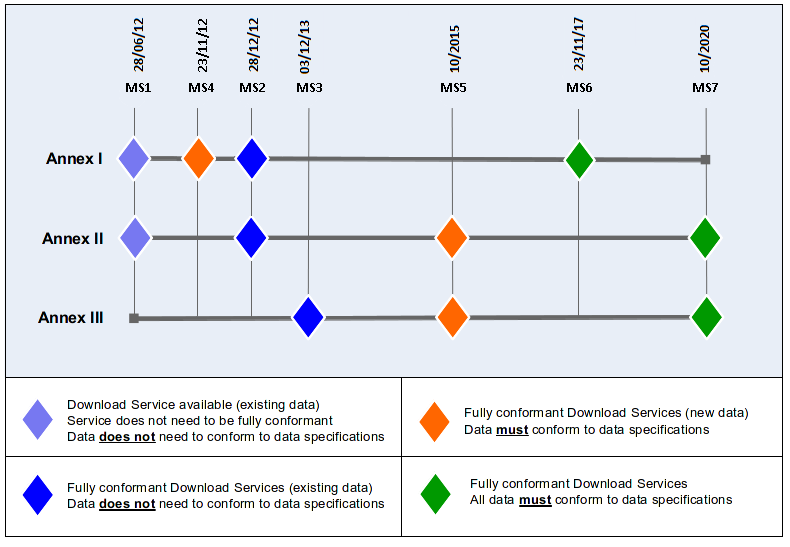 28/06/12 23/11/12 28/12/12 03/12/13 10/2015 23/11/17 10/2020
MS1 MS4 MS2 MS3 MS5 MS6 MS7
Annex I
Annex II
Annex III
Download Service available (existing data)
Service does not need to be fully conformant
Data does not need to conform to data specifications
Fully conformant Download Services (new data)
Data must conform to data specifications
Fully conformant Download Services (existing data)
Data does not need to conform to data specifications
Fully conformant Download Services
All data must conform to data specifications